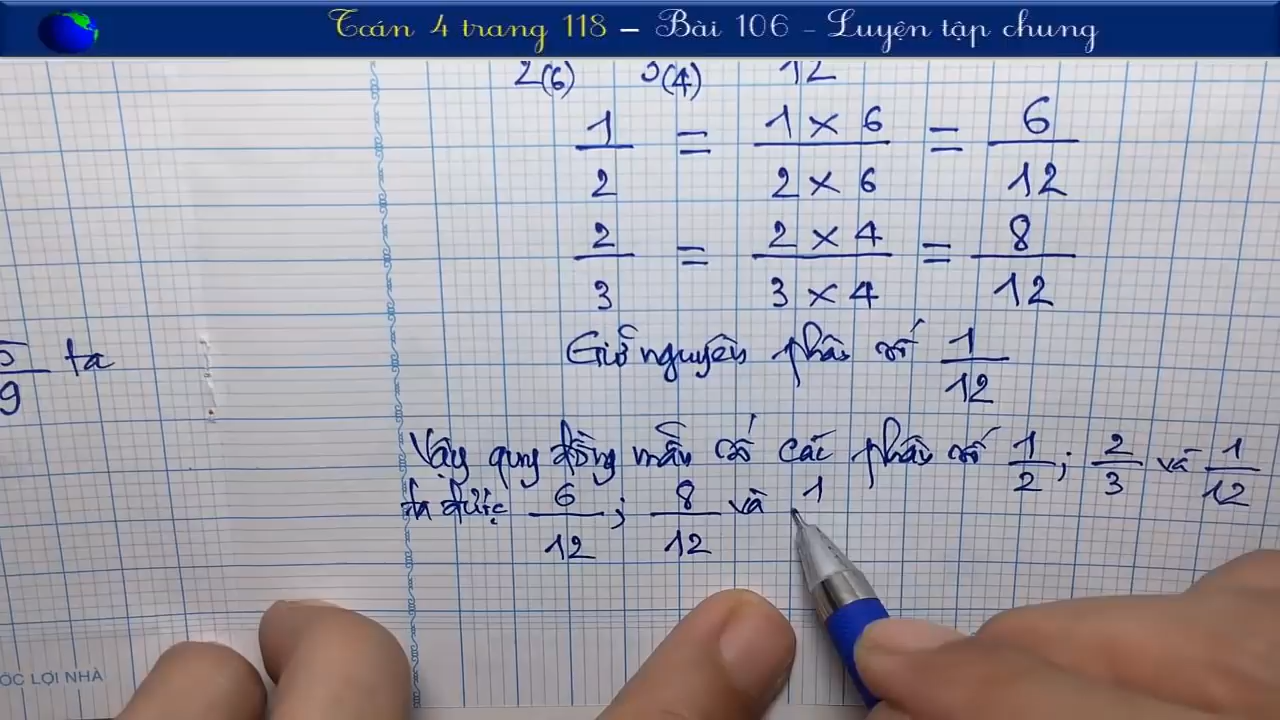 Toán 4 trang 118 – Bài 106 - Luyện tập chung
2(6) 3(4) 12
1/2 = 1 × 6/2 × 6 = 6/12
2/3 = 2 × 4/3 × 4 = 8/12
5/9 ta
Giữ nguyên phân số 1/12
Vậy quy đồng mẫu số các phân số 1/2; 2/3 và 1/12
ta được 6/12; 8/12 và 1
ỐC LỢI NHÀ